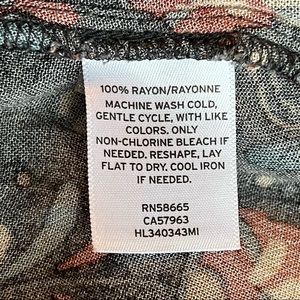 100% RAYON/RAYONNE
MACHINE WASH COLD,
GENTLE CYCLE, WITH LIKE
COLORS. ONLY
NON-CHLORINE BLEACH IF
NEEDED. RESHAPE, LAY
FLAT TO DRY. COOL IRON
IF NEEDED.
RN58665
CA57963
HL340343MI